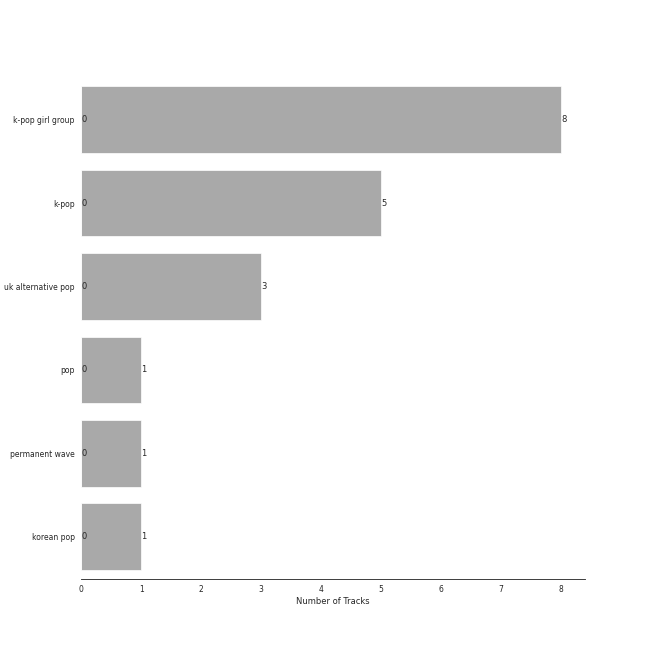 k-pop girl group 0 8
k-pop 0 5
uk alternative pop 0 3
pop 0 1
permanent wave 0 1
korean pop 0 1
0 1 2 3 4 5 6 7 8
Number of Tracks